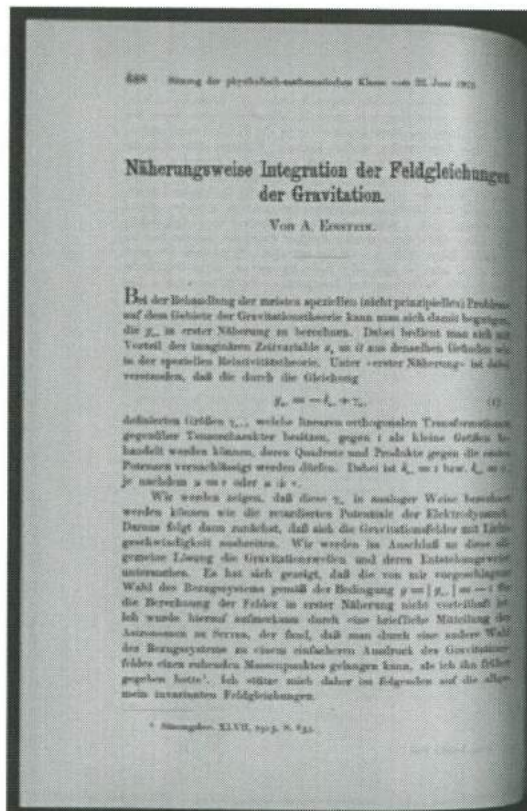 688 Sitzung der physikalisch-mathematischen Klasse vom 22. Juni 1916
Näherungsweise Integration der Feldgleichungen
der Gravitation.
Von A. Einstein.
Bei der Behandlung der meisten speziellen (nicht prinzipiellen) Probleme
auf dem Gebiete der Gravitationstheorie kann man sich damit begnügen,
die g_μν in erster Näherung zu berechnen. Dabei bedient man sich mit
Vorteil der imaginären Zeitvariable x₄ = it aus denselben Gründen wie
in der speziellen Relativitätstheorie. Unter »erster Näherung« ist dabei
verstanden, daß die durch die Gleichung
g_μν = — δ_μν + γ_μν (1)
definierten Größen γ_μν, welche linearen orthogonalen Transformationen
gegenüber Tensorcharakter besitzen, gegen 1 als kleine Größen be-
handelt werden können, deren Quadrate und Produkte gegen die ersten
Potenzen vernachlässigt werden dürfen. Dabei ist δ_μν = 1 bzw. δ_μν = 0,
je nachdem μ = ν oder μ ≠ ν.
Wir werden zeigen, daß diese γ_μν in analoger Weise berechnet
werden können wie die retardierten Potentiale der Elektrodynamik.
Daraus folgt dann zunächst, daß sich die Gravitationsfelder mit Licht-
geschwindigkeit ausbreiten. Wir werden im Anschluß an diese all-
gemeine Lösung die Gravitationswellen und deren Entstehungsweise
untersuchen. Es hat sich gezeigt, daß die von mir vorgeschlagene
Wahl des Bezugssystems gemäß der Bedingung g = |g_μν| = — 1 für
die Berechnung der Felder in erster Näherung nicht vorteilhaft ist.
Ich wurde hierauf aufmerksam durch eine briefliche Mitteilung des
Astronomen de Sitter, der fand, daß man durch eine andere Wahl
des Bezugssystems zu einem einfacheren Ausdruck des Gravitations-
feldes eines ruhenden Massenpunktes gelangen kann, als ich ihn früher
gegeben hatte¹. Ich stütze mich daher im folgenden auf die allge-
mein invarianten Feldgleichungen.
¹ Sitzungsber. XLVII, 1915, S. 833.